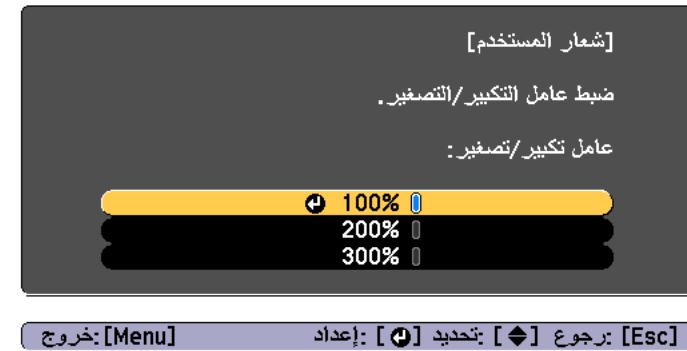 [شعار المستخدم]
ضبط عامل التكبير/التصغير.
عامل تكبير/تصغير:
100%
200%
300%
[Esc] :رجوع [◆] :تحديد [⏎] :إعداد [Menu] :خروج